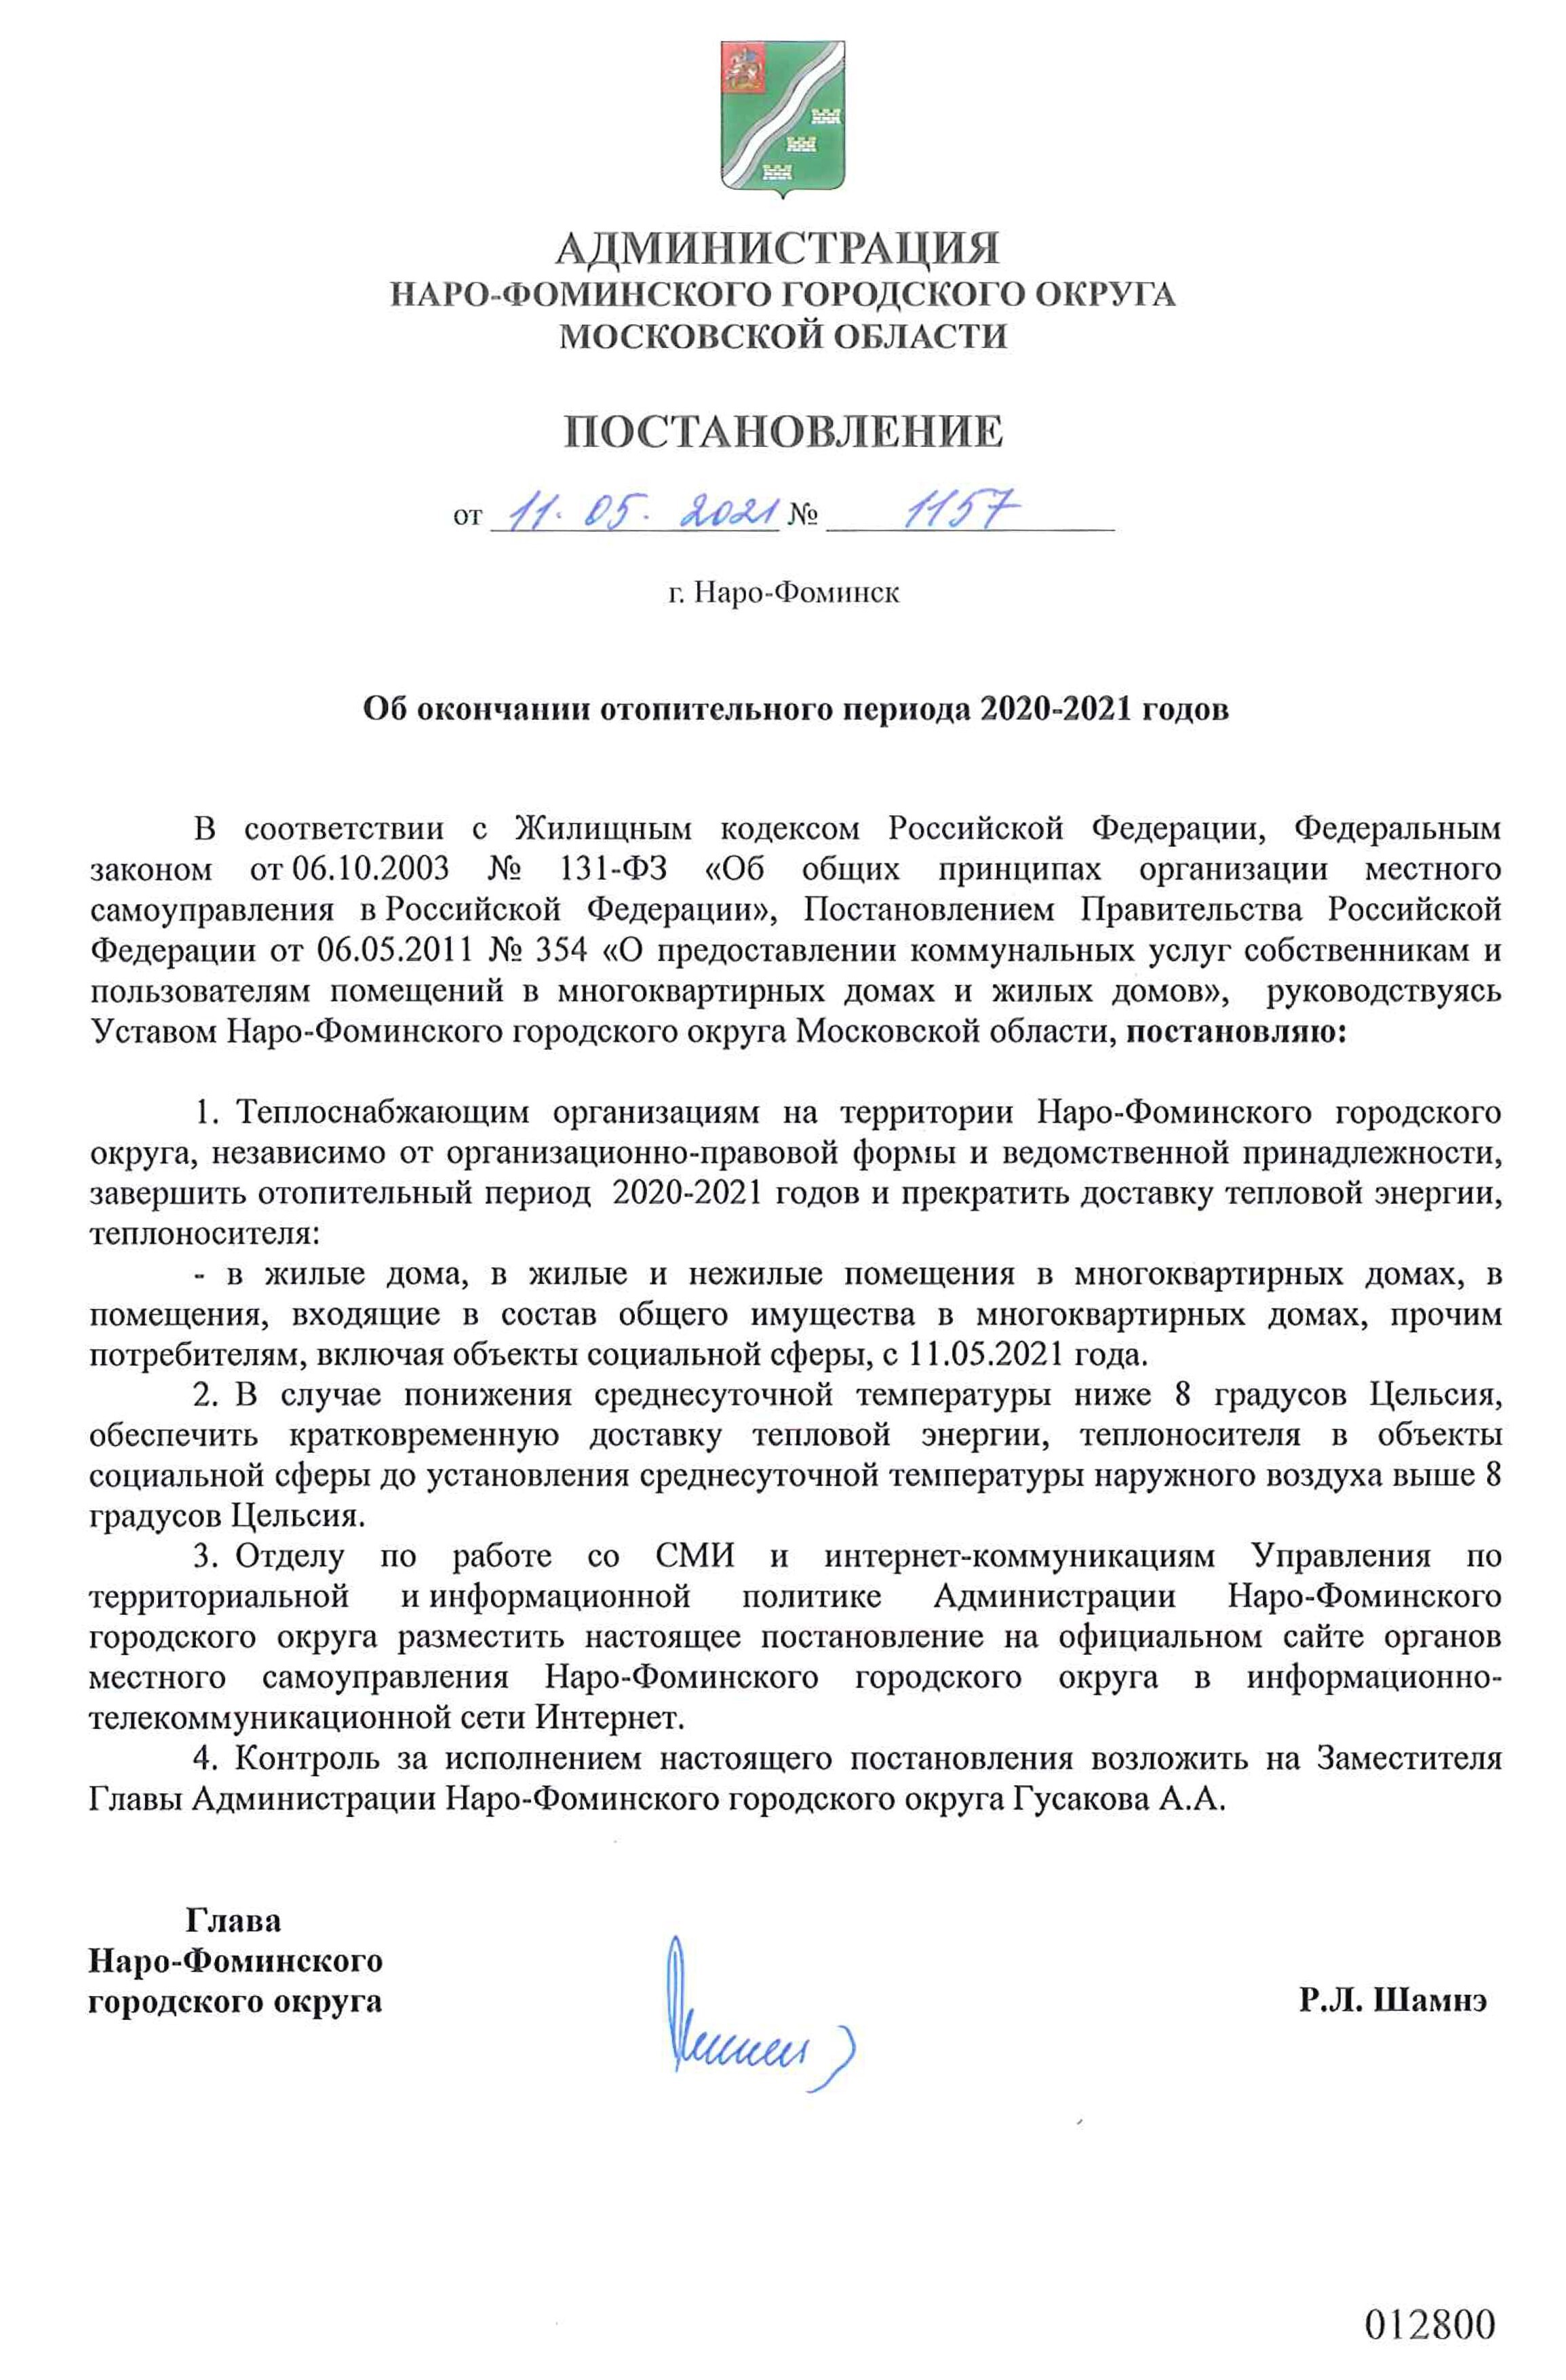 АДМИНИСТРАЦИЯ
НАРО-ФОМИНСКОГО ГОРОДСКОГО ОКРУГА
МОСКОВСКОЙ ОБЛАСТИ
ПОСТАНОВЛЕНИЕ
от 11.05.2021 № 1157
г. Наро-Фоминск
Об окончании отопительного периода 2020-2021 годов
В соответствии с Жилищным кодексом Российской Федерации, Федеральным
законом от 06.10.2003 № 131-ФЗ «Об общих принципах организации местного
самоуправления в Российской Федерации», Постановлением Правительства Российской
Федерации от 06.05.2011 № 354 «О предоставлении коммунальных услуг собственникам и
пользователям помещений в многоквартирных домах и жилых домов», руководствуясь
Уставом Наро-Фоминского городского округа Московской области, постановляю:
1. Теплоснабжающим организациям на территории Наро-Фоминского городского
округа, независимо от организационно-правовой формы и ведомственной принадлежности,
завершить отопительный период 2020-2021 годов и прекратить доставку тепловой энергии,
теплоносителя:
- в жилые дома, в жилые и нежилые помещения в многоквартирных домах, в
помещения, входящие в состав общего имущества в многоквартирных домах, прочим
потребителям, включая объекты социальной сферы, с 11.05.2021 года.
2. В случае понижения среднесуточной температуры ниже 8 градусов Цельсия,
обеспечить кратковременную доставку тепловой энергии, теплоносителя в объекты
социальной сферы до установления среднесуточной температуры наружного воздуха выше 8
градусов Цельсия.
3. Отделу по работе со СМИ и интернет-коммуникациям Управления по
территориальной и информационной политике Администрации Наро-Фоминского
городского округа разместить настоящее постановление на официальном сайте органов
местного самоуправления Наро-Фоминского городского округа в информационно-
телекоммуникационной сети Интернет.
4. Контроль за исполнением настоящего постановления возложить на Заместителя
Главы Администрации Наро-Фоминского городского округа Гусакова А.А.
Глава
Наро-Фоминского
городского округа Р.Л. Шамнэ
012800